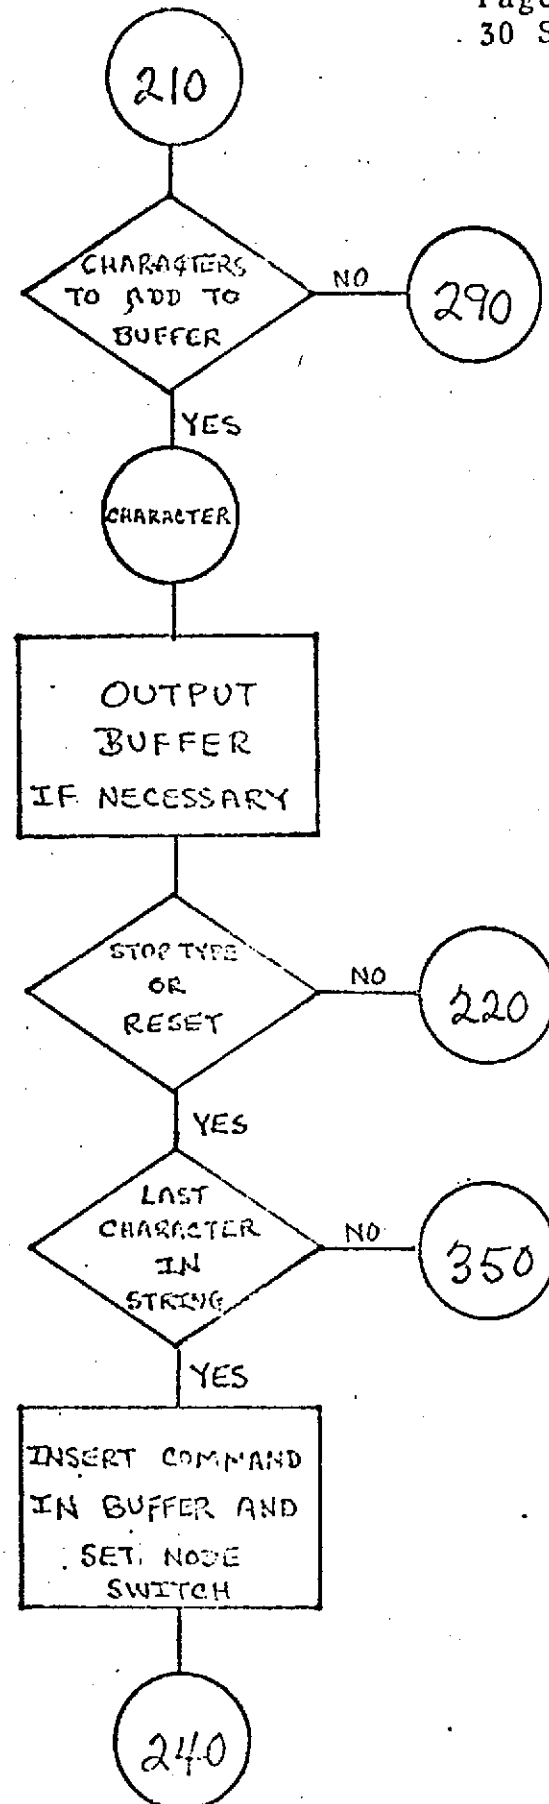 Page
30 S
210
CHARACTERS
TO ADD TO
BUFFER
NO
290
YES
CHARACTER
OUTPUT
BUFFER
IF NECESSARY
STOP TYPE
OR
RESET
NO
220
YES
LAST
CHARACTER
IN
STRING
NO
350
YES
INSERT COMMAND
IN BUFFER AND
SET NODE
SWITCH
240